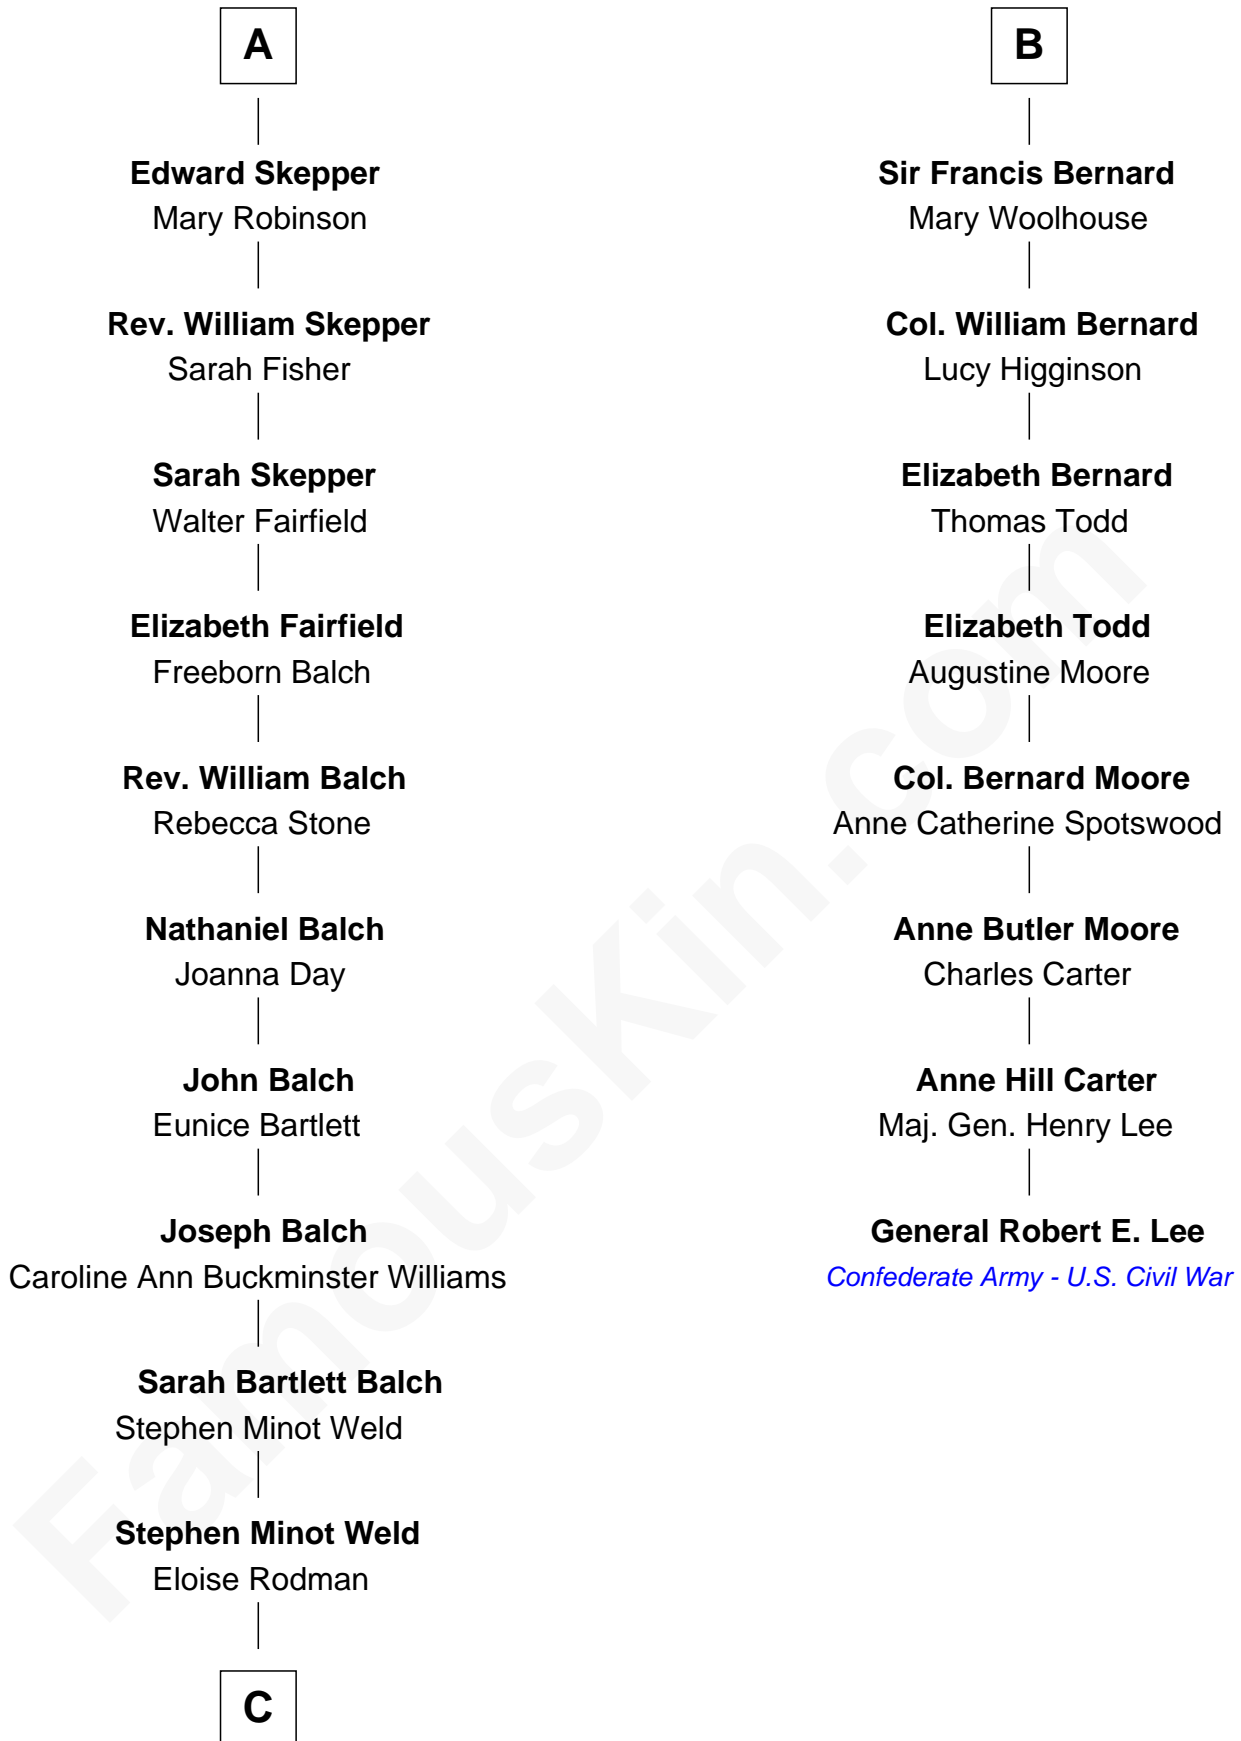 A
Edward Skepper
Mary Robinson
Rev. William Skepper
Sarah Fisher
Sarah Skepper
Walter Fairfield
Elizabeth Fairfield
Freeborn Balch
Rev. William Balch
Rebecca Stone
Nathaniel Balch
Joanna Day
John Balch
Eunice Bartlett
Joseph Balch
Caroline Ann Buckminster Williams
Sarah Bartlett Balch
Stephen Minot Weld
Stephen Minot Weld
Eloise Rodman
C
B
Sir Francis Bernard
Mary Woolhouse
Col. William Bernard
Lucy Higginson
Elizabeth Bernard
Thomas Todd
Elizabeth Todd
Augustine Moore
Col. Bernard Moore
Anne Catherine Spotswood
Anne Butler Moore
Charles Carter
Anne Hill Carter
Maj. Gen. Henry Lee
General Robert E. Lee
Confederate Army - U.S. Civil War
FamousKin.com